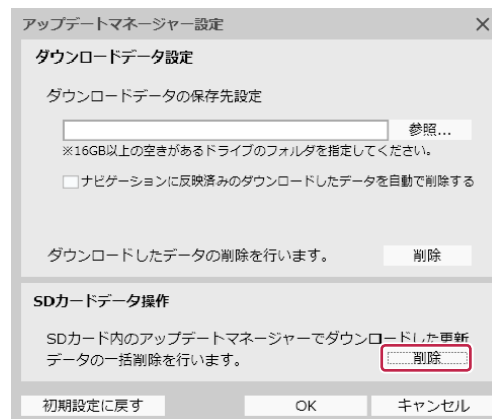 アップデートマネージャー設定
ダウンロードデータ設定
ダウンロードデータの保存先設定
参照...
※16GB以上の空きがあるドライブのフォルダを指定してください。
ナビゲーションに反映済みのダウンロードしたデータを自動で削除する
ダウンロードしたデータの削除を行います。 削除
SDカードデータ操作
SDカード内のアップデートマネージャーでダウンロードした更新
データの一括削除を行います。 削除
初期設定に戻す OK キャンセル